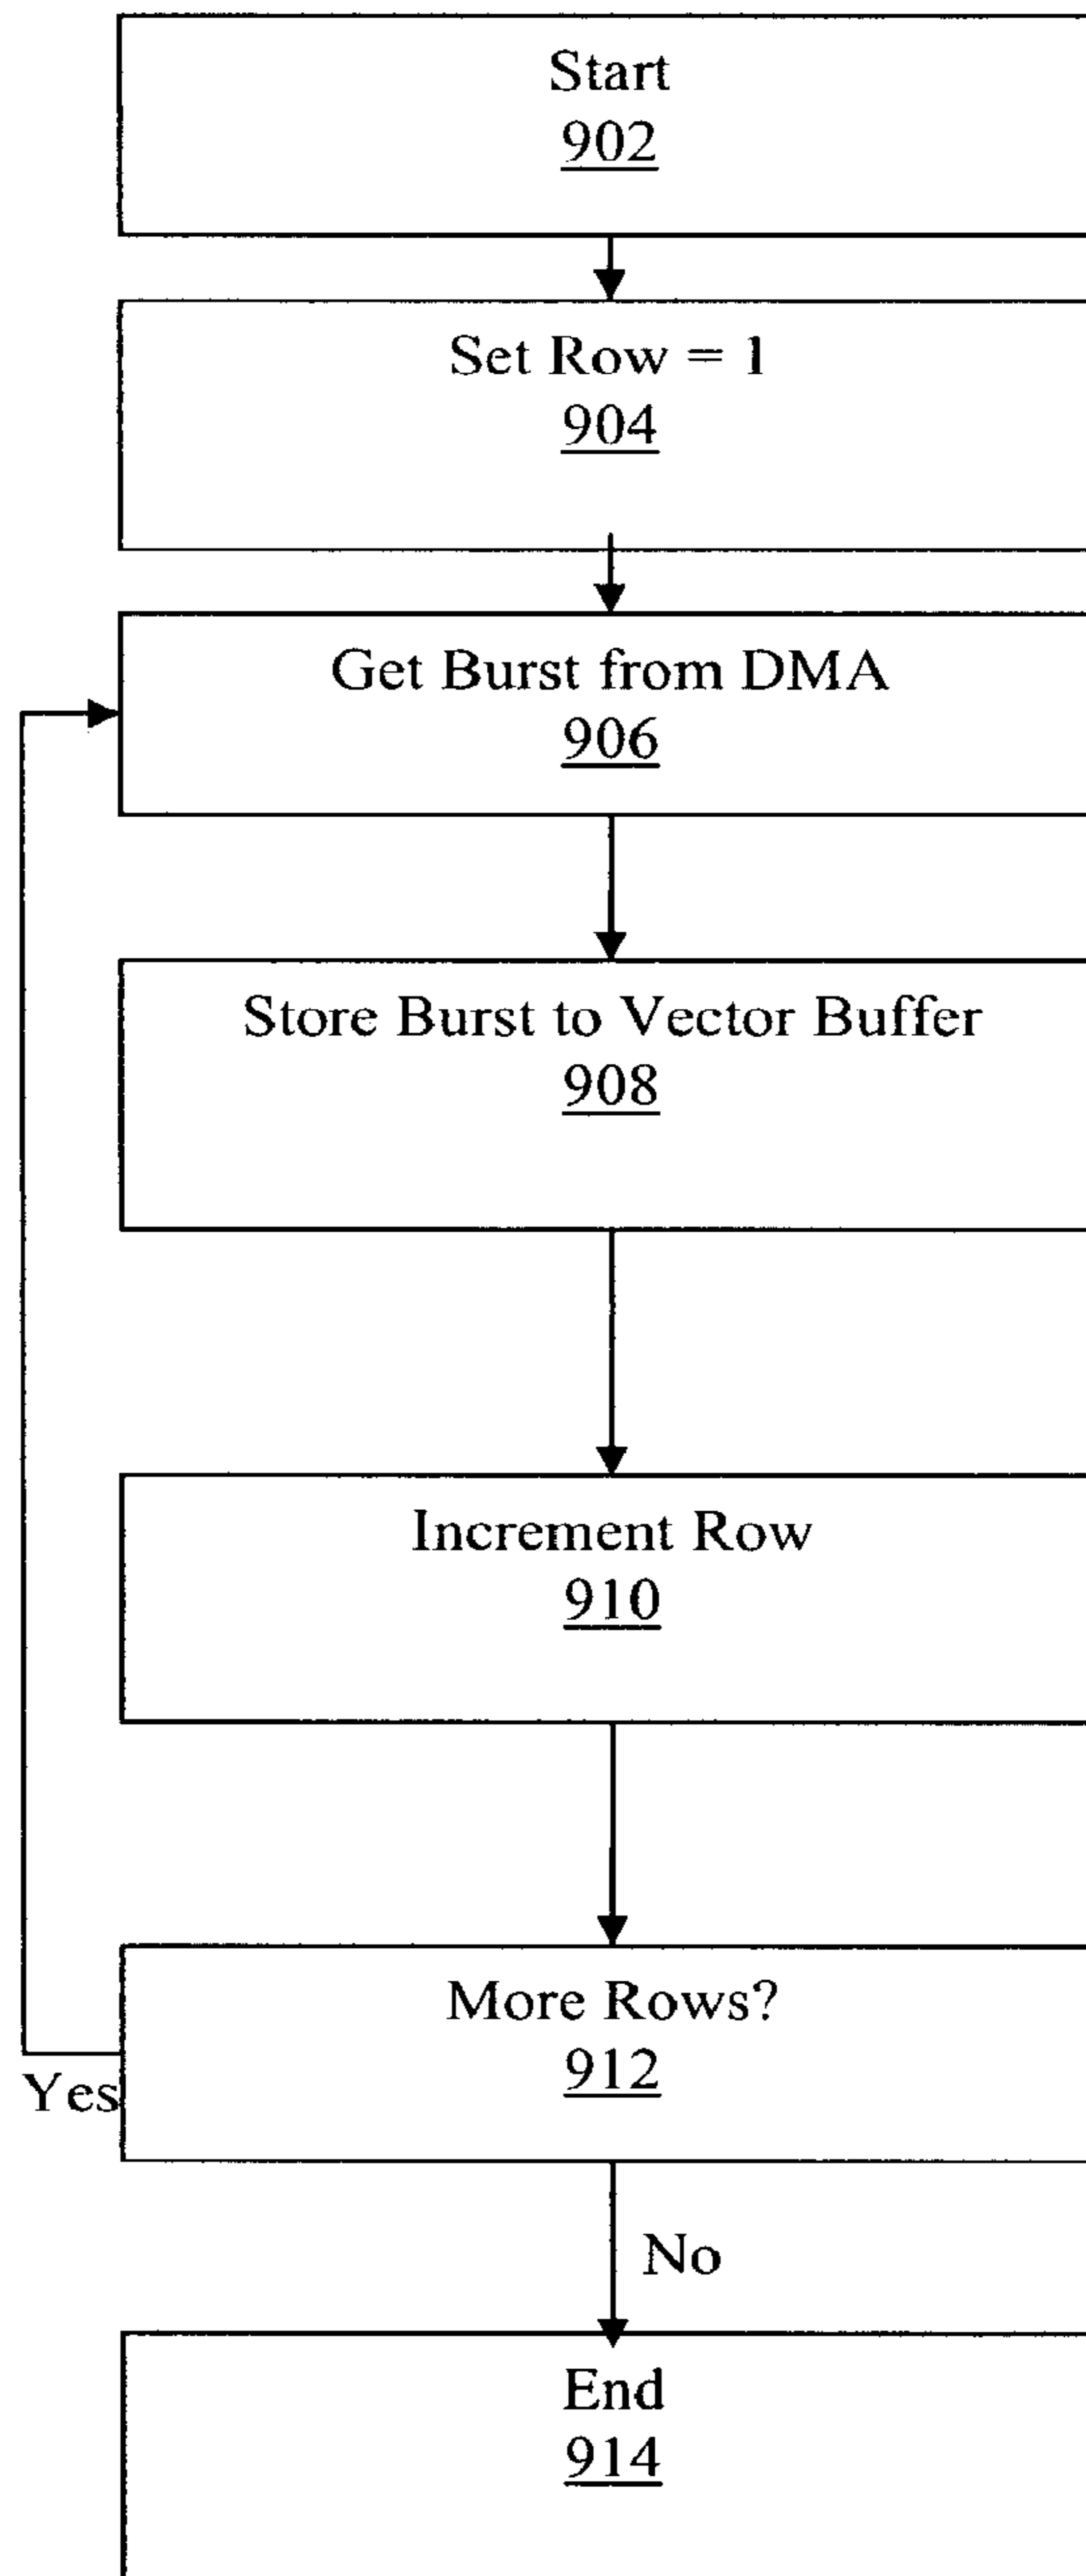 Start
902
Set Row = 1
904
Get Burst from DMA
906
Store Burst to Vector Buffer
908
Increment Row
910
More Rows?
912
Yes
No
End
914